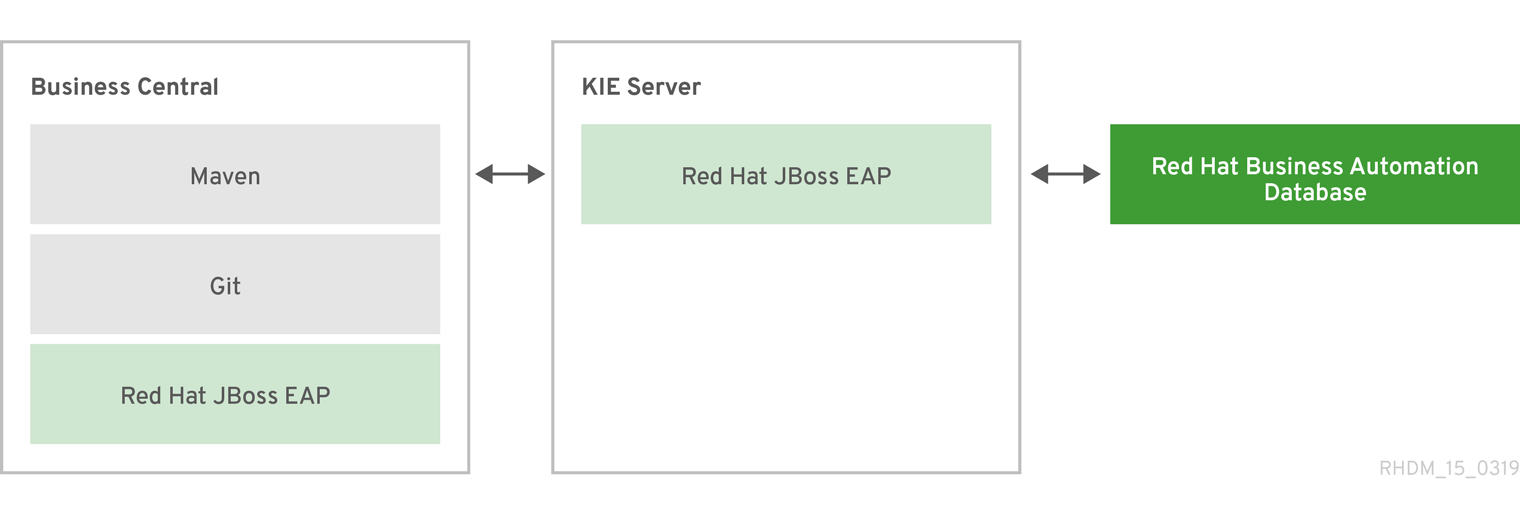 Business Central
Maven
Git
Red Hat JBoss EAP
KIE Server
Red Hat JBoss EAP
Red Hat Business Automation
Database
RHDM_15_0319